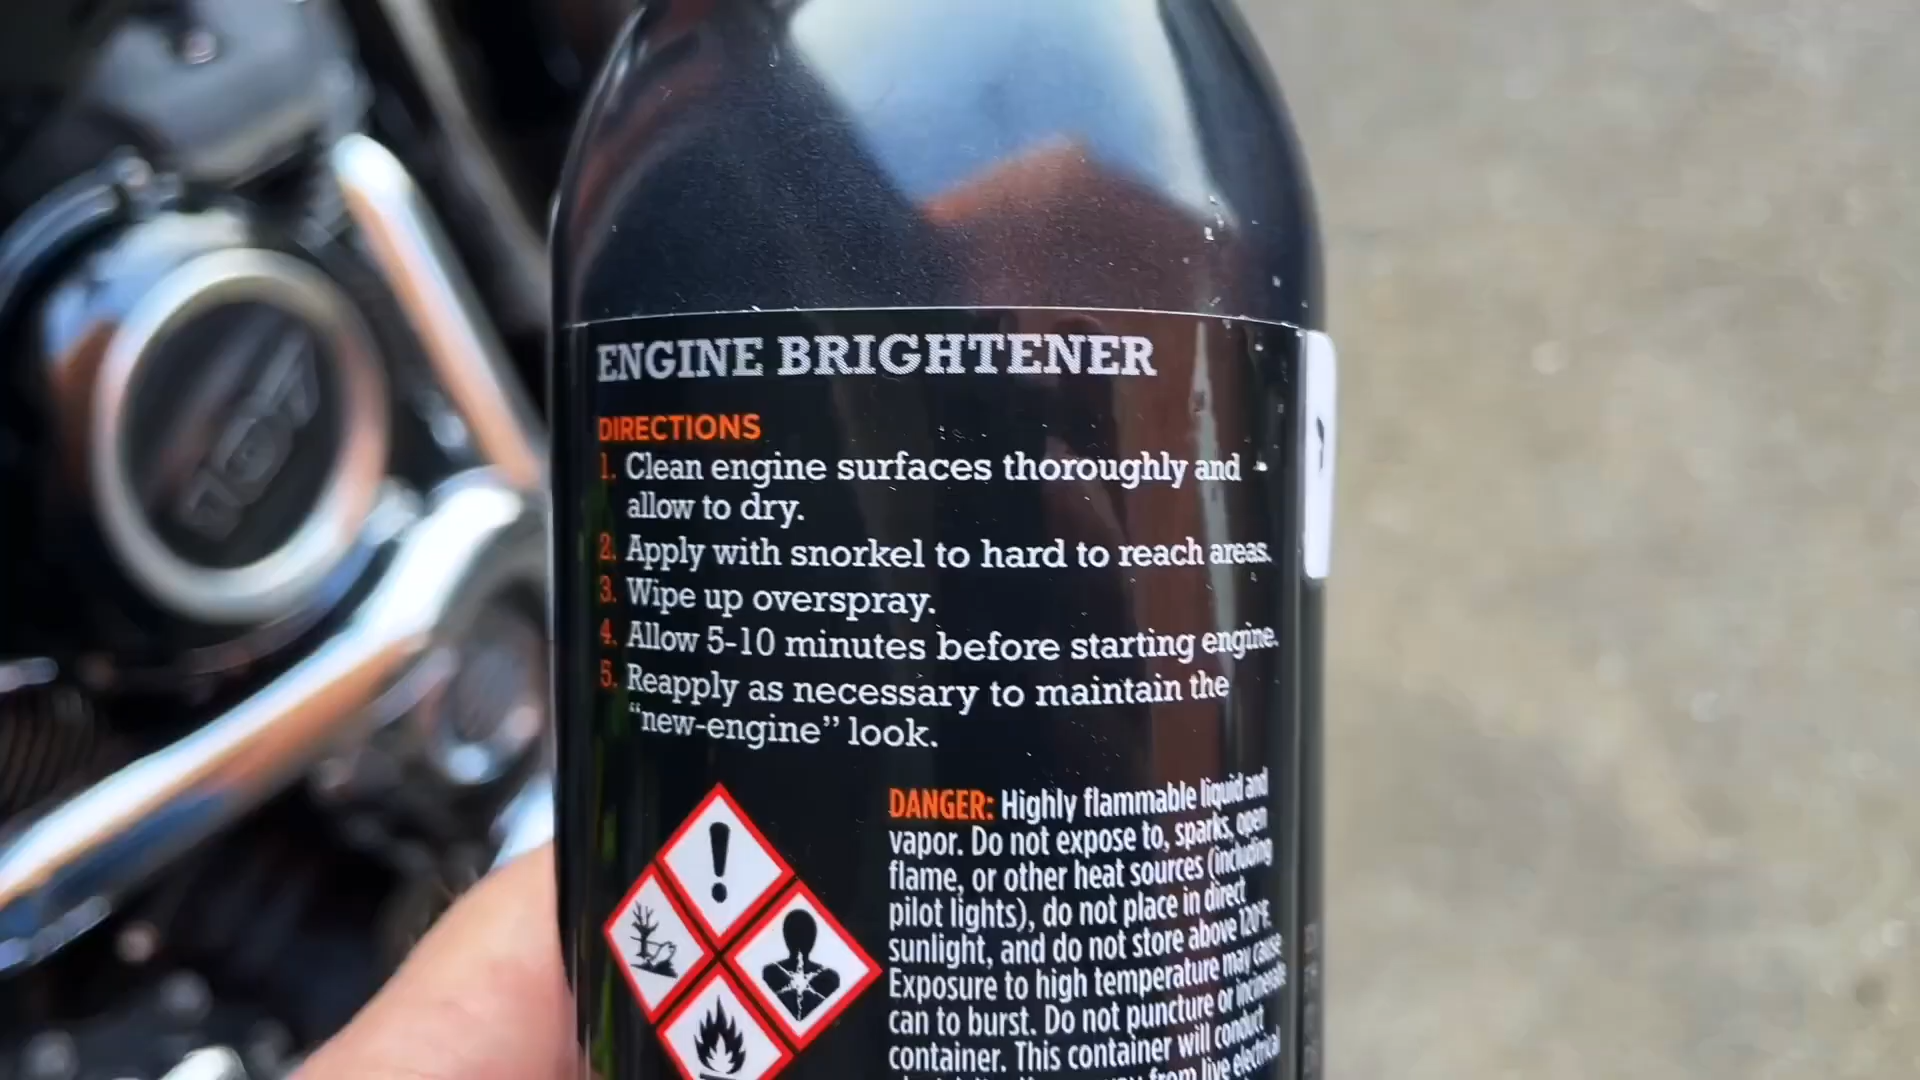 107
ENGINE BRIGHTENER
DIRECTIONS
1. Clean engine surfaces thoroughly and
allow to dry.
2. Apply with snorkel to hard to reach areas.
3. Wipe up overspray.
4. Allow 5-10 minutes before starting engine.
5. Reapply as necessary to maintain the
“new-engine” look.
DANGER: Highly flammable liquid and
vapor. Do not expose to, sparks, open
flame, or other heat sources (including
pilot lights), do not place in direct
sunlight, and do not store above 120°F.
Exposure to high temperature may cause
can to burst. Do not puncture or incinerate
container. This container will conduct
from live electrical